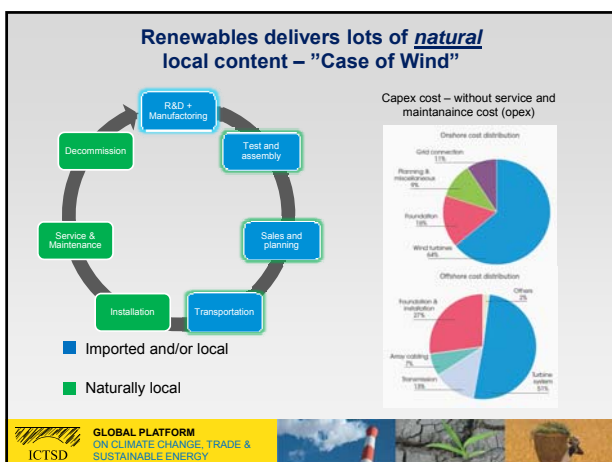 Renewables delivers lots of natural
local content – ”Case of Wind”
R&D +
Manufactoring
Test and
assembly
Sales and
planning
Transportation
Installation
Service &
Maintenance
Decommission
Imported and/or local
Naturally local
Capex cost – without service and
maintanaince cost (opex)
Onshore cost distribution
Grid connection
11%
Planning &
miscellaneous
9%
Foundation
16%
Wind turbines
64%
Offshore cost distribution
Others
2%
Foundation &
installation
27%
Array cabling
7%
Transmission
13%
Turbine
system
51%
ICTSD
GLOBAL PLATFORM
ON CLIMATE CHANGE, TRADE &
SUSTAINABLE ENERGY